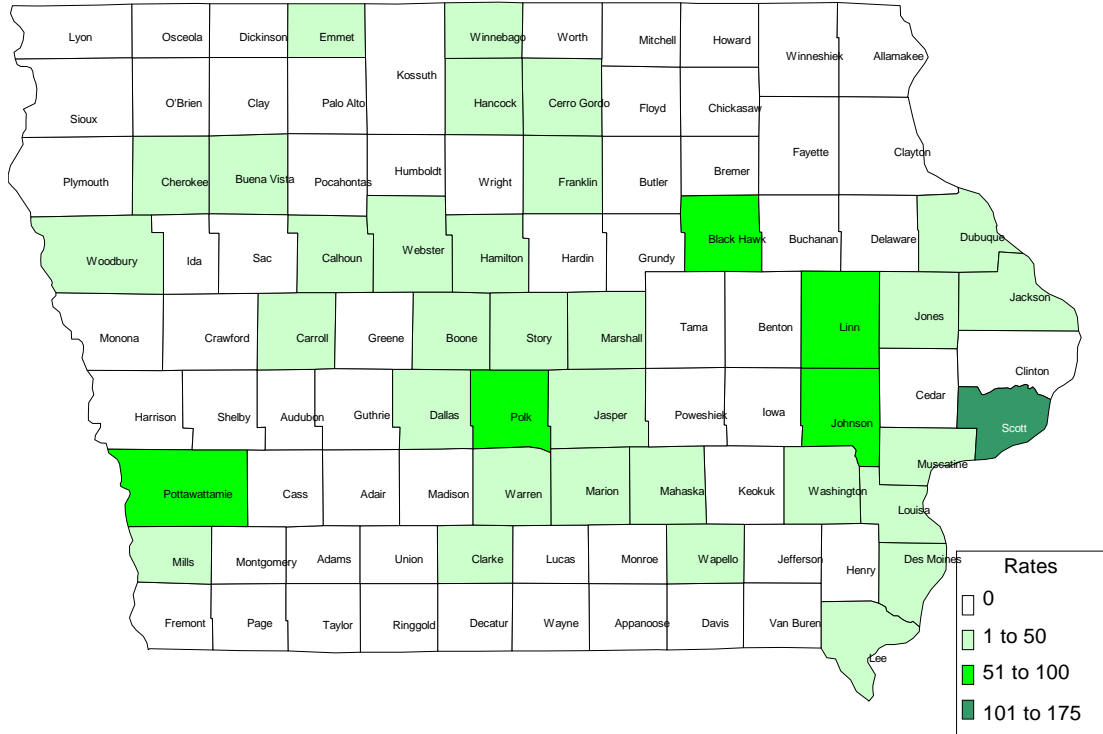 Lyon
Osceola
Dickinson
Emmet
Winnebago
Worth
Mitchell
Howard
Winneshiek
Allamakee
Kossuth
Sioux
O'Brien
Clay
Palo Alto
Hancock
Cerro Gordo
Floyd
Chickasaw
Fayette
Clayton
Plymouth
Cherokee
Buena Vista
Pocahontas
Humboldt
Wright
Franklin
Butler
Bremer
Woodbury
Ida
Sac
Calhoun
Webster
Hamilton
Hardin
Grundy
Black Hawk
Buchanan
Delaware
Dubuque
Jackson
Monona
Crawford
Carroll
Greene
Boone
Story
Marshall
Tama
Benton
Linn
Jones
Clinton
Harrison
Shelby
Audubon
Guthrie
Dallas
Polk
Jasper
Poweshiek
Iowa
Johnson
Cedar
Scott
Muscatine
Pottawattamie
Cass
Adair
Madison
Warren
Marion
Mahaska
Keokuk
Washington
Louisa
Mills
Montgomery
Adams
Union
Clarke
Lucas
Monroe
Wapello
Jefferson
Henry
Des Moines
Fremont
Page
Taylor
Ringgold
Decatur
Wayne
Appanoose
Davis
Van Buren
Lee
Rates
0
1 to 50
51 to 100
101 to 175